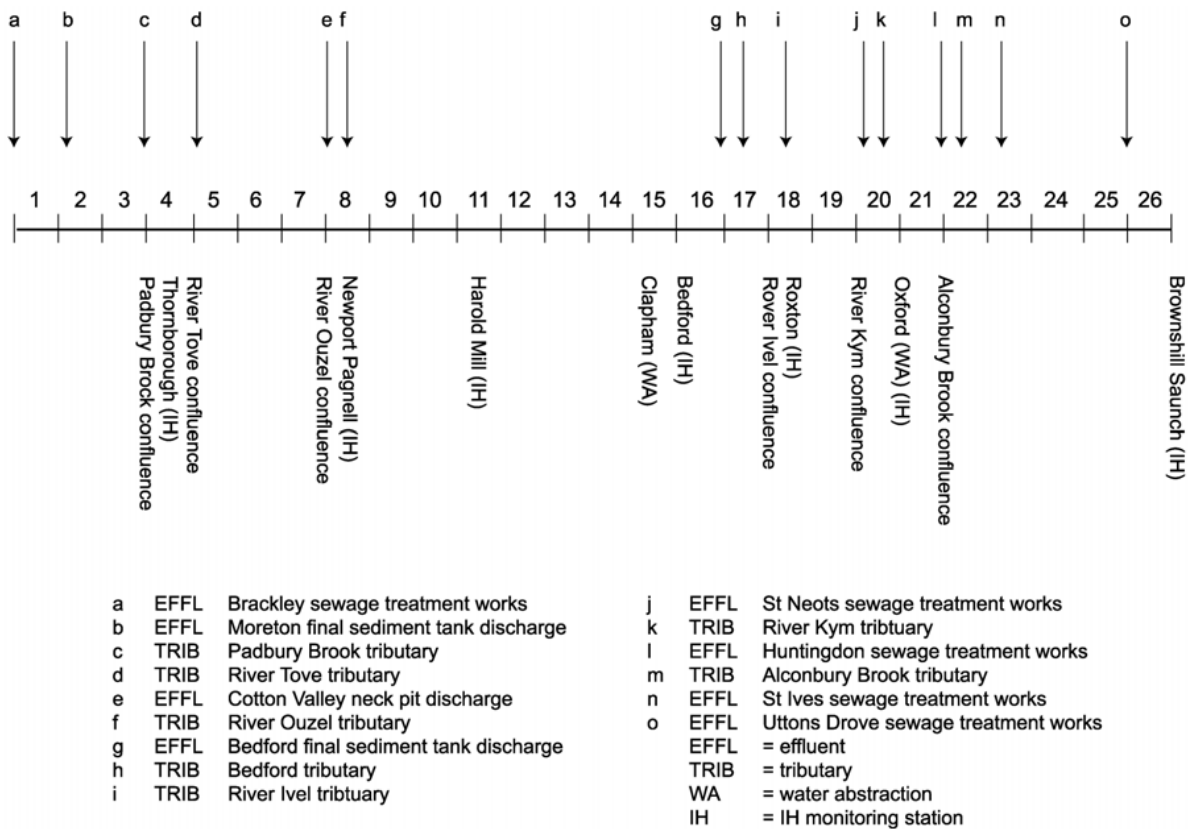 a b c d e f g h i j k l m n o
1 2 3 4 5 6 7 8 9 10 11 12 13 14 15 16 17 18 19 20 21 22 23 24 25 26
Padbury Brock confluence
Thornborough (IH)
River Tove confluence
River Ouzel confluence
Newport Pagnell (IH)
Harold Mill (IH)
Clapham (WA)
Bedford (IH)
Rover Ivel confluence
Roxton (IH)
River Kym confluence
Oxford (WA) (IH)
Alconbury Brook confluence
Brownshill Saunch (IH)
a EFFL Brackley sewage treatment works
b EFFL Moreton final sediment tank discharge
c TRIB Padbury Brook tributary
d TRIB River Tove tributary
e EFFL Cotton Valley neck pit discharge
f TRIB River Ouzel tributary
g EFFL Bedford final sediment tank discharge
h TRIB Bedford tributary
i TRIB River Ivel tribtuary
j EFFL St Neots sewage treatment works
k TRIB River Kym tribtuary
l EFFL Huntingdon sewage treatment works
m TRIB Alconbury Brook tributary
n EFFL St Ives sewage treatment works
o EFFL Uttons Drove sewage treatment works
EFFL = effluent
TRIB = tributary
WA = water abstraction
IH = IH monitoring station